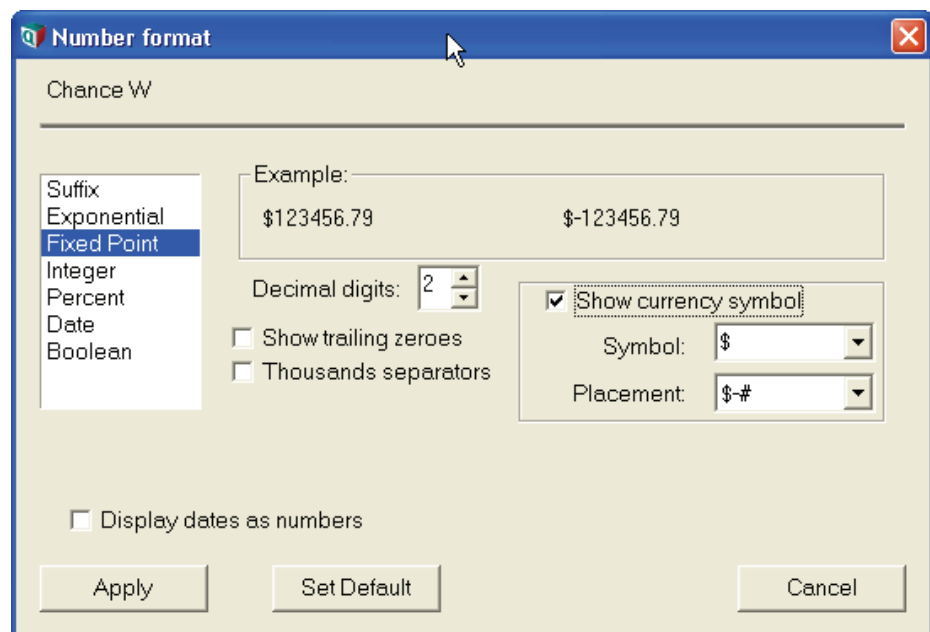 Number format
Chance W
Suffix
Exponential
Fixed Point
Integer
Percent
Date
Boolean
Example:
$123456.79 $-123456.79
Decimal digits: 2
Show trailing zeroes
Thousands separators
Show currency symbol
Symbol: $
Placement: $-#
Display dates as numbers
Apply Set Default Cancel